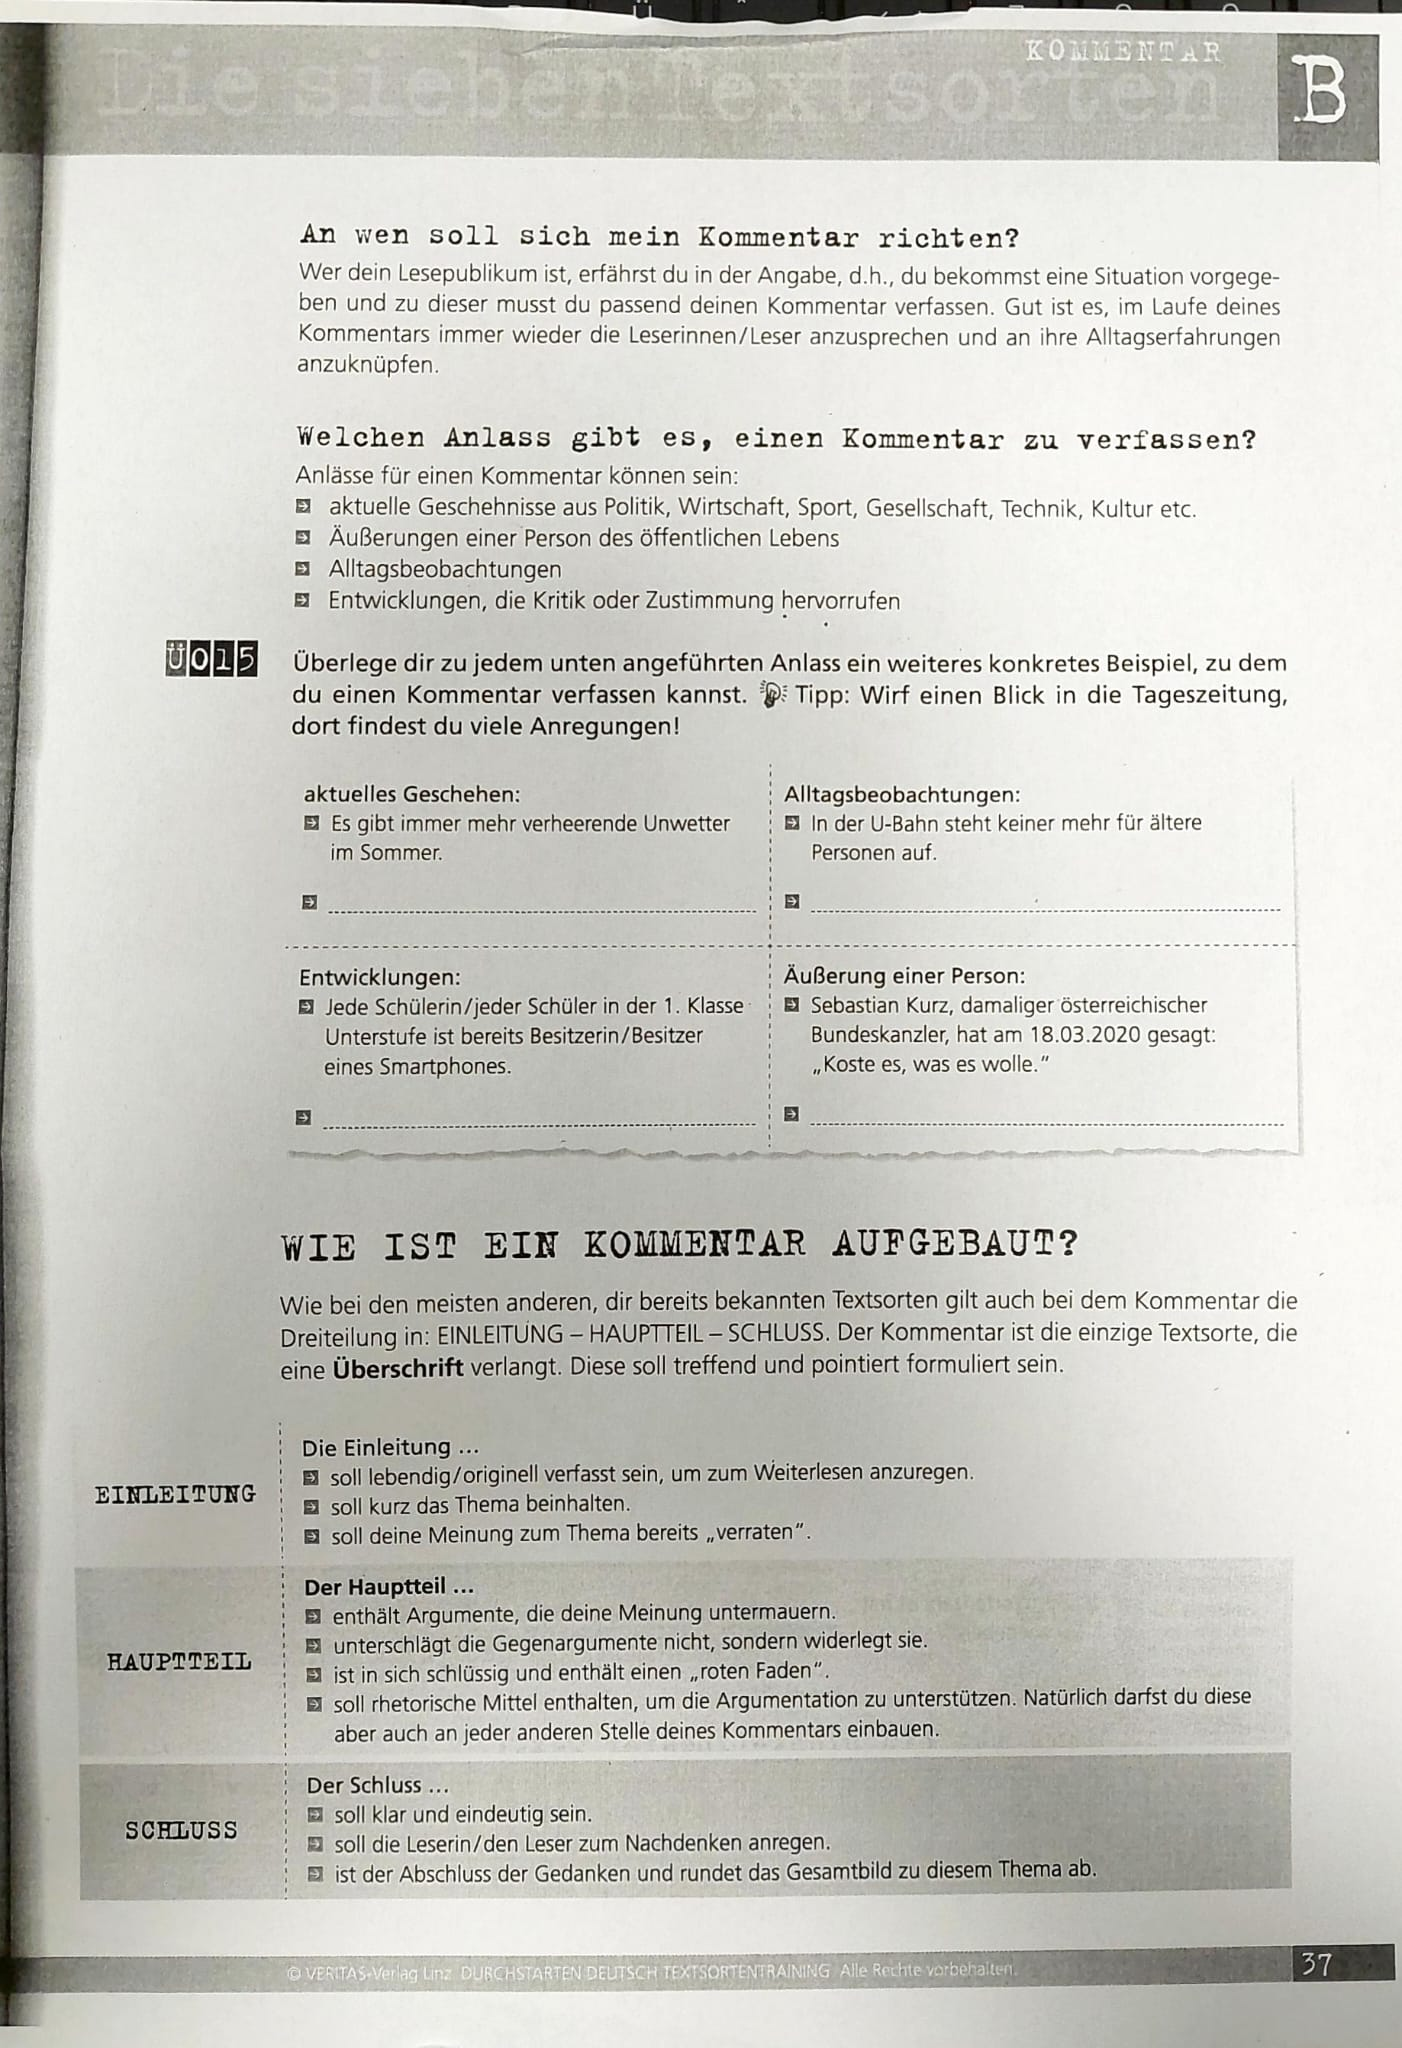 KOMMENTAR
Die sieben Textsorten
B
An wen soll sich mein Kommentar richten?
Wer dein Lesepublikum ist, erfährst du in der Angabe, d.h., du bekommst eine Situation vorgege-
ben und zu dieser musst du passend deinen Kommentar verfassen. Gut ist es, im Laufe deines
Kommentars immer wieder die Leserinnen/Leser anzusprechen und an ihre Alltagserfahrungen
anzuknüpfen.
Welchen Anlass gibt es, einen Kommentar zu verfassen?
Anlässe für einen Kommentar können sein:
aktuelle Geschehnisse aus Politik, Wirtschaft, Sport, Gesellschaft, Technik, Kultur etc.
Äußerungen einer Person des öffentlichen Lebens
Alltagsbeobachtungen
Entwicklungen, die Kritik oder Zustimmung hervorrufen
Ü015
Überlege dir zu jedem unten angeführten Anlass ein weiteres konkretes Beispiel, zu dem
du einen Kommentar verfassen kannst. Tipp: Wirf einen Blick in die Tageszeitung,
dort findest du viele Anregungen!
aktuelles Geschehen:
Es gibt immer mehr verheerende Unwetter
im Sommer.
Alltagsbeobachtungen:
In der U-Bahn steht keiner mehr für ältere
Personen auf.
Entwicklungen:
Jede Schülerin/jeder Schüler in der 1. Klasse
Unterstufe ist bereits Besitzerin/Besitzer
eines Smartphones.
Äußerung einer Person:
Sebastian Kurz, damaliger österreichischer
Bundeskanzler, hat am 18.03.2020 gesagt:
„Koste es, was es wolle.“
WIE IST EIN KOMMENTAR AUFGEBAUT?
Wie bei den meisten anderen, dir bereits bekannten Textsorten gilt auch bei dem Kommentar die
Dreiteilung in: EINLEITUNG – HAUPTTEIL – SCHLUSS. Der Kommentar ist die einzige Textsorte, die
eine Überschrift verlangt. Diese soll treffend und pointiert formuliert sein.
EINLEITUNG
Die Einleitung ...
soll lebendig/originell verfasst sein, um zum Weiterlesen anzuregen.
soll kurz das Thema beinhalten.
soll deine Meinung zum Thema bereits „verraten“.
HAUPTTEIL
Der Hauptteil ...
enthält Argumente, die deine Meinung untermauern.
unterschlägt die Gegenargumente nicht, sondern widerlegt sie.
ist in sich schlüssig und enthält einen „roten Faden“.
soll rhetorische Mittel enthalten, um die Argumentation zu unterstützen. Natürlich darfst du diese
aber auch an jeder anderen Stelle deines Kommentars einbauen.
SCHLUSS
Der Schluss ...
soll klar und eindeutig sein.
soll die Leserin/den Leser zum Nachdenken anregen.
ist der Abschluss der Gedanken und rundet das Gesamtbild zu diesem Thema ab.
© VERITAS-Verlag Linz DURCHSTARTEN DEUTSCH TEXTSORTENTRAINING Alle Rechte vorbehalten.
37